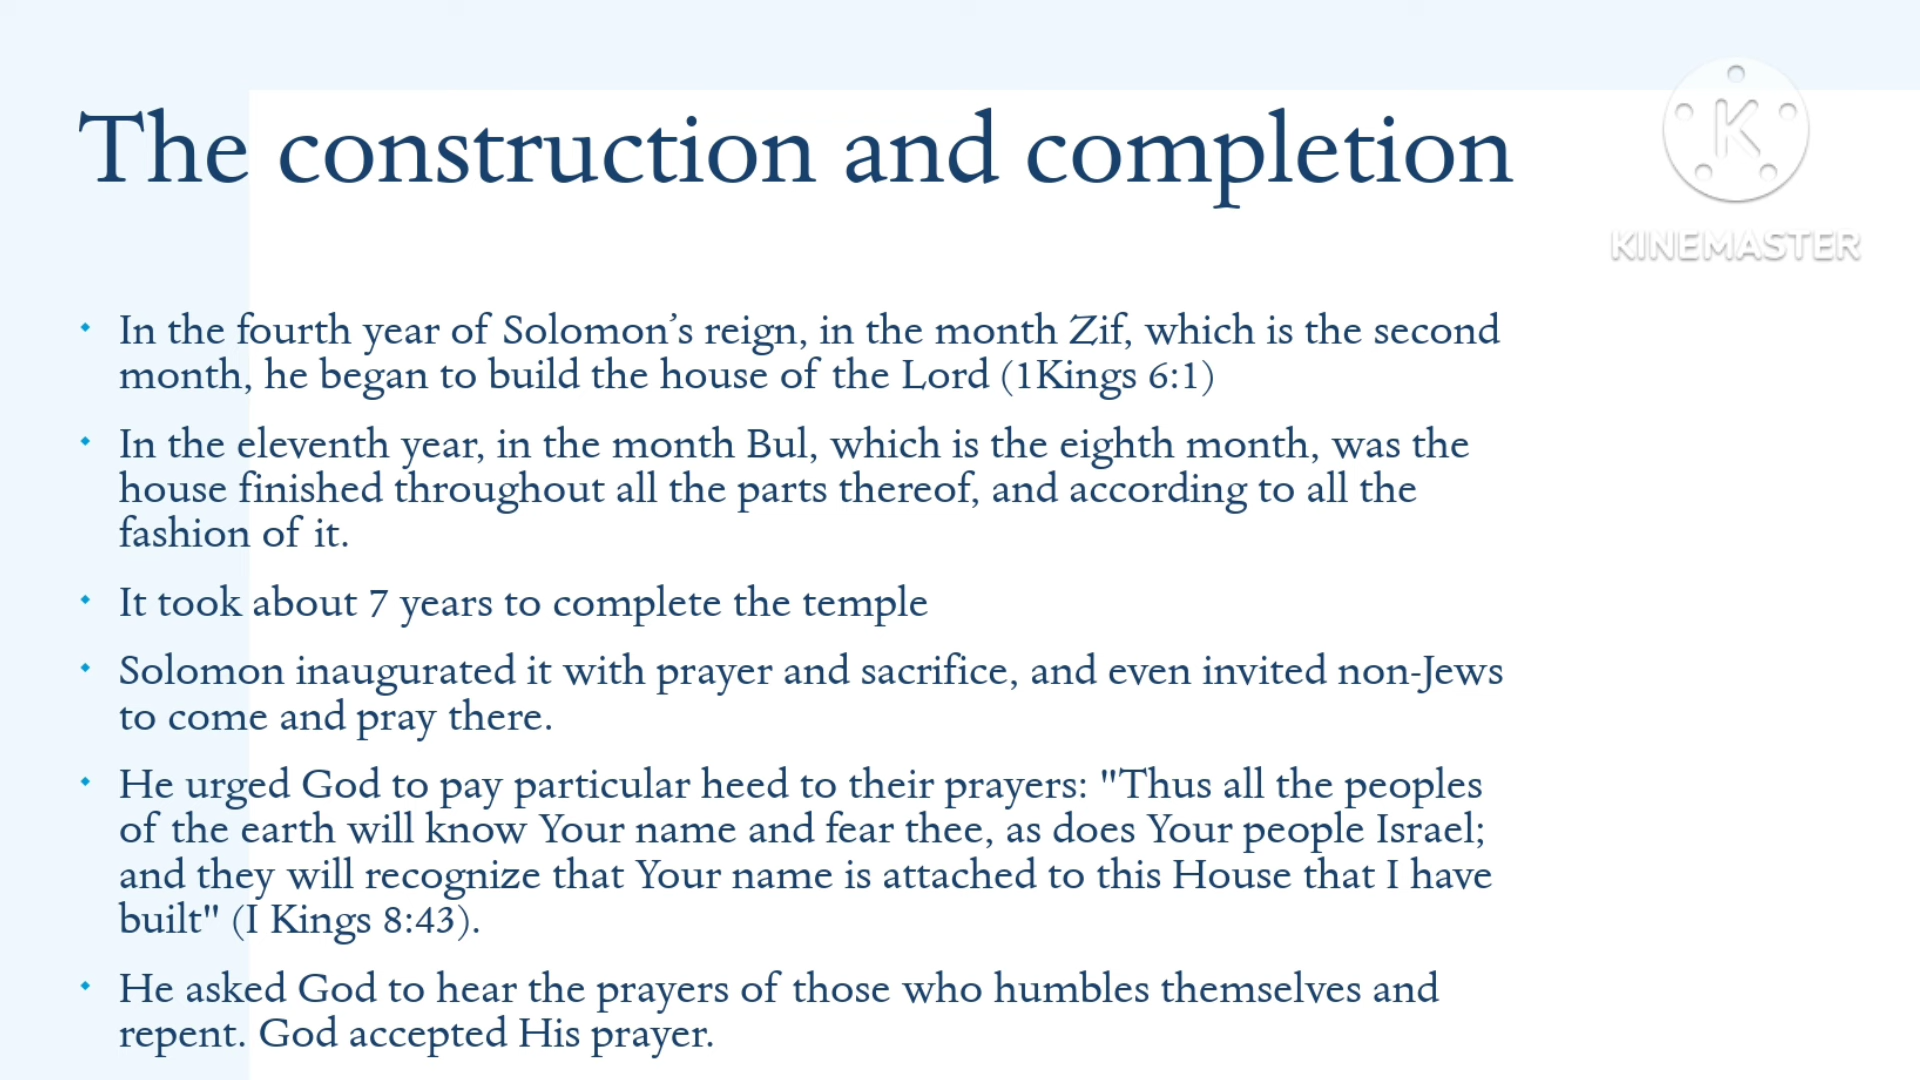 The construction and completion
K
KINEMASTER
In the fourth year of Solomon’s reign, in the month Zif, which is the second
month, he began to build the house of the Lord (1Kings 6:1)
In the eleventh year, in the month Bul, which is the eighth month, was the
house finished throughout all the parts thereof, and according to all the
fashion of it.
It took about 7 years to complete the temple
Solomon inaugurated it with prayer and sacrifice, and even invited non-Jews
to come and pray there.
He urged God to pay particular heed to their prayers: "Thus all the peoples
of the earth will know Your name and fear thee, as does Your people Israel;
and they will recognize that Your name is attached to this House that I have
built" (I Kings 8:43).
He asked God to hear the prayers of those who humbles themselves and
repent. God accepted His prayer.